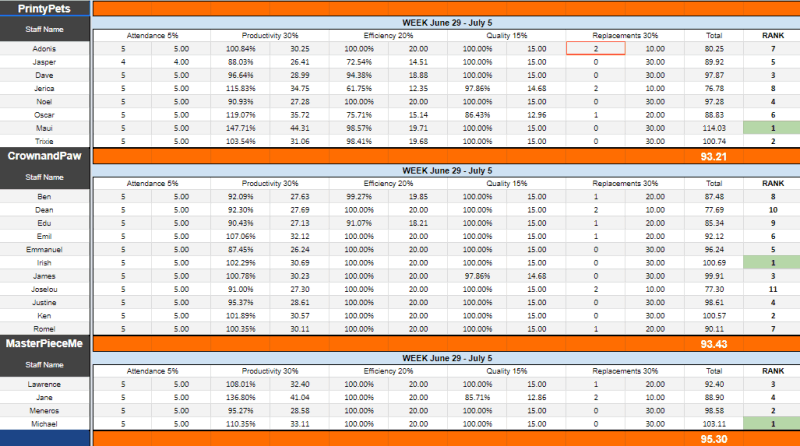 PrintyPets
Staff Name WEEK June 29 - July 5
Attendance 5% Productivity 30% Efficiency 20% Quality 15% Replacements 30% Total RANK
Adonis 5 5.00 100.84% 30.25 100.00% 20.00 100.00% 15.00 2 10.00 80.25 7
Jasper 4 4.00 88.03% 26.41 72.54% 14.51 100.00% 15.00 0 30.00 89.92 5
Dave 5 5.00 96.64% 28.99 94.38% 18.88 100.00% 15.00 0 30.00 97.87 3
Jerica 5 5.00 115.83% 34.75 61.75% 12.35 97.86% 14.68 2 10.00 76.78 8
Noel 5 5.00 90.93% 27.28 100.00% 20.00 100.00% 15.00 0 30.00 97.28 4
Oscar 5 5.00 119.07% 35.72 75.71% 15.14 86.43% 12.96 1 20.00 88.83 6
Maui 5 5.00 147.71% 44.31 98.57% 19.71 100.00% 15.00 0 30.00 114.03 1
Trixie 5 5.00 103.54% 31.06 98.41% 19.68 100.00% 15.00 0 30.00 100.74 2
CrownandPaw 93.21
Staff Name WEEK June 29 - July 5
Attendance 5% Productivity 30% Efficiency 20% Quality 15% Replacements 30% Total RANK
Ben 5 5.00 92.09% 27.63 99.27% 19.85 100.00% 15.00 1 20.00 87.48 8
Dean 5 5.00 92.30% 27.69 100.00% 20.00 100.00% 15.00 2 10.00 77.69 10
Edu 5 5.00 90.43% 27.13 91.07% 18.21 100.00% 15.00 1 20.00 85.34 9
Emil 5 5.00 107.06% 32.12 100.00% 20.00 100.00% 15.00 1 20.00 92.12 6
Emmanuel 5 5.00 87.45% 26.24 100.00% 20.00 100.00% 15.00 0 30.00 96.24 5
Irish 5 5.00 102.29% 30.69 100.00% 20.00 100.00% 15.00 0 30.00 100.69 1
James 5 5.00 100.78% 30.23 100.00% 20.00 97.86% 14.68 0 30.00 99.91 3
Joselou 5 5.00 91.00% 27.30 100.00% 20.00 100.00% 15.00 2 10.00 77.30 11
Justine 5 5.00 95.37% 28.61 100.00% 20.00 100.00% 15.00 0 30.00 98.61 4
Ken 5 5.00 101.89% 30.57 100.00% 20.00 100.00% 15.00 0 30.00 100.57 2
Romel 5 5.00 100.35% 30.11 100.00% 20.00 100.00% 15.00 1 20.00 90.11 7
MasterPieceMe 93.43
Staff Name WEEK June 29 - July 5
Attendance 5% Productivity 30% Efficiency 20% Quality 15% Replacements 30% Total RANK
Lawrence 5 5.00 108.01% 32.40 100.00% 20.00 100.00% 15.00 1 20.00 92.40 3
Jane 5 5.00 136.80% 41.04 100.00% 20.00 85.71% 12.86 2 10.00 88.90 4
Meneros 5 5.00 95.27% 28.58 100.00% 20.00 100.00% 15.00 0 30.00 98.58 2
Michael 5 5.00 110.35% 33.11 100.00% 20.00 100.00% 15.00 0 30.00 103.11 1
95.30